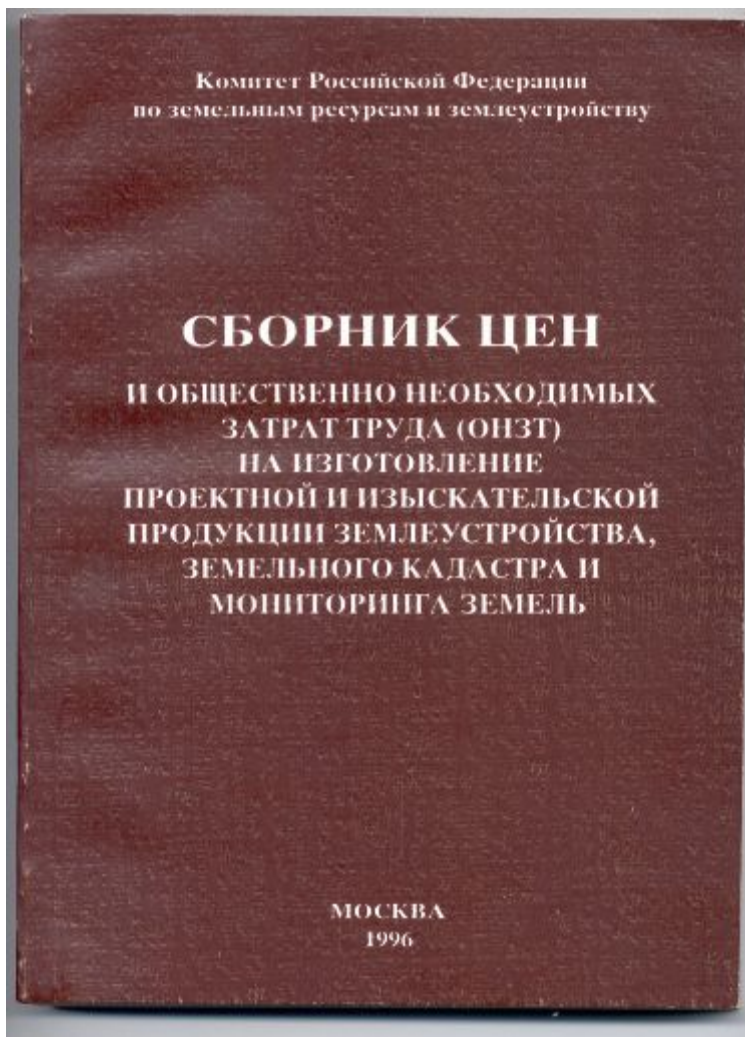 Комитет Российской Федерации
по земельным ресурсам и землеустройству
СБОРНИК ЦЕН
И ОБЩЕСТВЕННО НЕОБХОДИМЫХ
ЗАТРАТ ТРУДА (ОНЗТ)
НА ИЗГОТОВЛЕНИЕ
ПРОЕКТНОЙ И ИЗЫСКАТЕЛЬСКОЙ
ПРОДУКЦИИ ЗЕМЛЕУСТРОЙСТВА,
ЗЕМЕЛЬНОГО КАДАСТРА И
МОНИТОРИНГА ЗЕМЕЛЬ
МОСКВА
1996